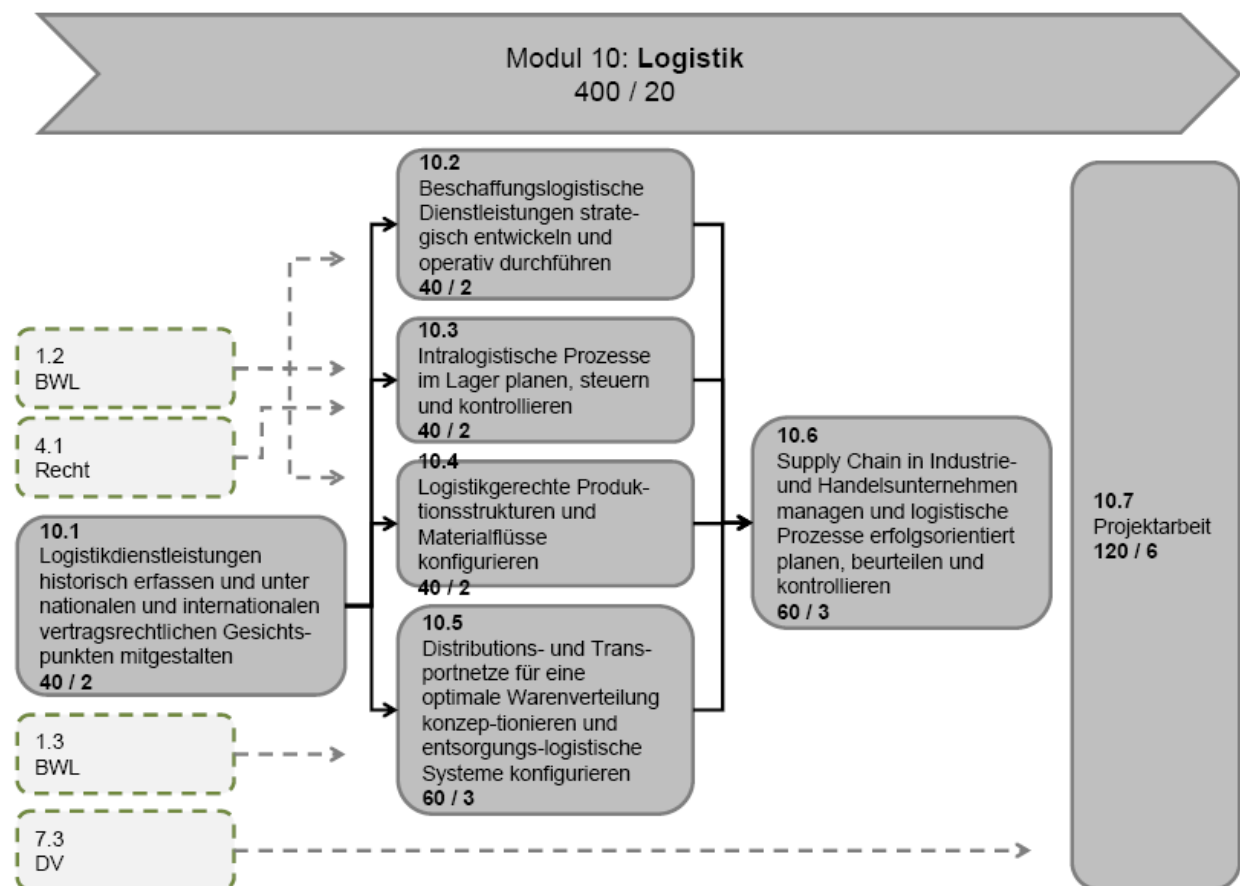 Modul 10: Logistik
400 / 20
10.2
Beschaffungslogistische
Dienstleistungen strate-
gisch entwickeln und
operativ durchführen
40 / 2
1.2
BWL
10.3
Intralogistische Prozesse
im Lager planen, steuern
und kontrollieren
40 / 2
4.1
Recht
10.4
Logistikgerechte Produk-
tionsstrukturen und
Materialflüsse
konfigurieren
40 / 2
10.1
Logistikdienstleistungen
historisch erfassen und unter
nationalen und internationalen
vertragsrechtlichen Gesichts-
punkten mitgestalten
40 / 2
10.5
Distributions- und Trans-
portnetze für eine
optimale Warenverteilung
konzep-tionieren und
entsorgungs-logistische
Systeme konfigurieren
60 / 3
1.3
BWL
7.3
DV
10.6
Supply Chain in Industrie-
und Handelsunternehmen
managen und logistische
Prozesse erfolgsorientiert
planen, beurteilen und
kontrollieren
60 / 3
10.7
Projektarbeit
120 / 6